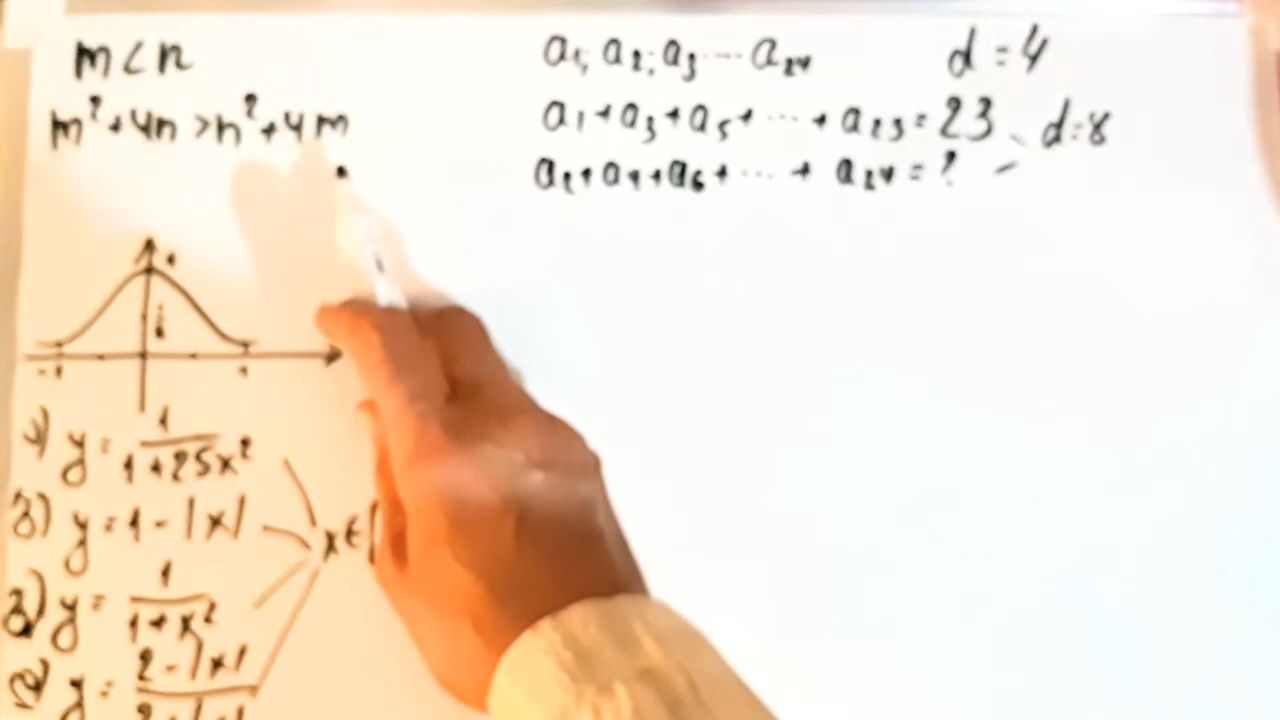 m < n
m² + 4n > n² + 4m
a₁; a₂; a₃ ... a₂₄ d = 4
a₁ + a₃ + a₅ + ... + a₂₃ = 23 d = 8
a₂ + a₄ + a₆ + ... + a₂₄ = ?
-1 1
y = 1/(1+25x²)
y = 1 - |x|
x ∈ [
y = 1/(1+x²)
y = 2-|x|